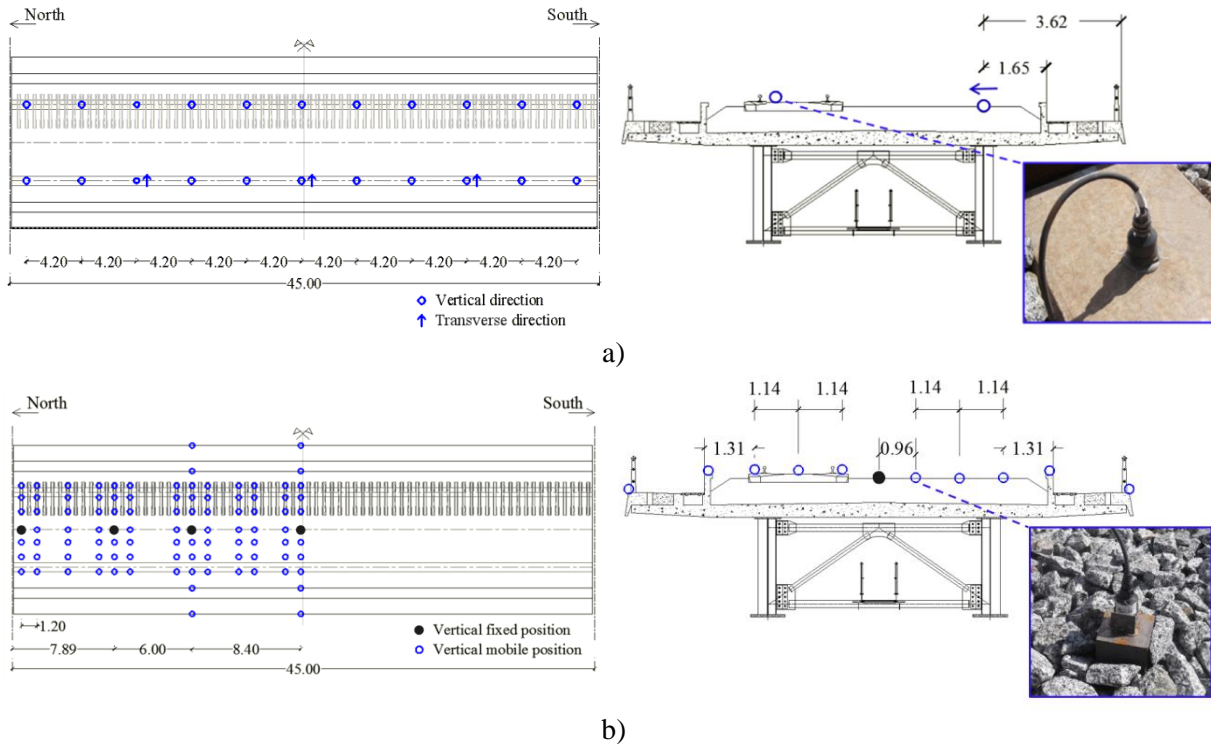 North
South
3.62
1.65
4.20 4.20 4.20 4.20 4.20 4.20 4.20 4.20 4.20 4.20
45.00
Vertical direction
Transverse direction
a)
North
South
1.14 1.14 1.14 1.14
1.31 0.96 1.31
1.20
7.89 6.00 8.40
45.00
Vertical fixed position
Vertical mobile position
b)